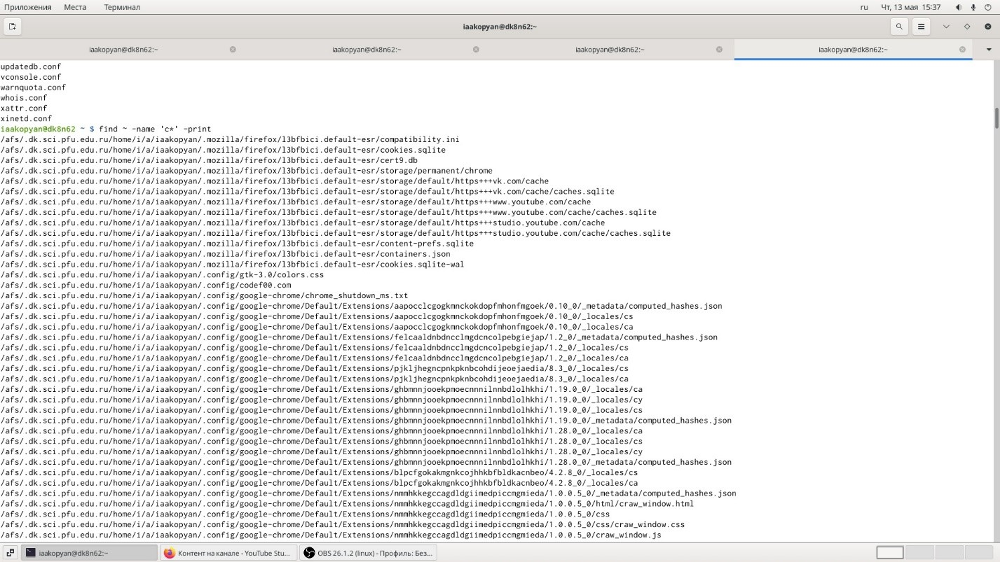 Приложения Места Терминал ru Чт, 13 мая 15:37
iaakopyan@dk8n62:~
iaakopyan@dk8n62:~ iaakopyan@dk8n62:~ iaakopyan@dk8n62:~ iaakopyan@dk8n62:~
updatedb.conf
vconsole.conf
warnquota.conf
whois.conf
xattr.conf
xinetd.conf
iaakopyan@dk8n62 ~ $ find ~ -name 'c*' -print
/afs/.dk.sci.pfu.edu.ru/home/i/a/iaakopyan/.mozilla/firefox/l3bfbici.default-esr/compatibility.ini
/afs/.dk.sci.pfu.edu.ru/home/i/a/iaakopyan/.mozilla/firefox/l3bfbici.default-esr/cookies.sqlite
/afs/.dk.sci.pfu.edu.ru/home/i/a/iaakopyan/.mozilla/firefox/l3bfbici.default-esr/cert9.db
/afs/.dk.sci.pfu.edu.ru/home/i/a/iaakopyan/.mozilla/firefox/l3bfbici.default-esr/storage/permanent/chrome
/afs/.dk.sci.pfu.edu.ru/home/i/a/iaakopyan/.mozilla/firefox/l3bfbici.default-esr/storage/default/https+++vk.com/cache
/afs/.dk.sci.pfu.edu.ru/home/i/a/iaakopyan/.mozilla/firefox/l3bfbici.default-esr/storage/default/https+++vk.com/cache/caches.sqlite
/afs/.dk.sci.pfu.edu.ru/home/i/a/iaakopyan/.mozilla/firefox/l3bfbici.default-esr/storage/default/https+++www.youtube.com/cache
/afs/.dk.sci.pfu.edu.ru/home/i/a/iaakopyan/.mozilla/firefox/l3bfbici.default-esr/storage/default/https+++www.youtube.com/cache/caches.sqlite
/afs/.dk.sci.pfu.edu.ru/home/i/a/iaakopyan/.mozilla/firefox/l3bfbici.default-esr/storage/default/https+++studio.youtube.com/cache
/afs/.dk.sci.pfu.edu.ru/home/i/a/iaakopyan/.mozilla/firefox/l3bfbici.default-esr/storage/default/https+++studio.youtube.com/cache/caches.sqlite
/afs/.dk.sci.pfu.edu.ru/home/i/a/iaakopyan/.mozilla/firefox/l3bfbici.default-esr/content-prefs.sqlite
/afs/.dk.sci.pfu.edu.ru/home/i/a/iaakopyan/.mozilla/firefox/l3bfbici.default-esr/containers.json
/afs/.dk.sci.pfu.edu.ru/home/i/a/iaakopyan/.mozilla/firefox/l3bfbici.default-esr/cookies.sqlite-wal
/afs/.dk.sci.pfu.edu.ru/home/i/a/iaakopyan/.config/gtk-3.0/colors.css
/afs/.dk.sci.pfu.edu.ru/home/i/a/iaakopyan/.config/codef00.com
/afs/.dk.sci.pfu.edu.ru/home/i/a/iaakopyan/.config/google-chrome/chrome_shutdown_ms.txt
/afs/.dk.sci.pfu.edu.ru/home/i/a/iaakopyan/.config/google-chrome/Default/Extensions/aapocclcgogkmnckokdopfmhonfmgoek/0.10_0/_metadata/computed_hashes.json
/afs/.dk.sci.pfu.edu.ru/home/i/a/iaakopyan/.config/google-chrome/Default/Extensions/aapocclcgogkmnckokdopfmhonfmgoek/0.10_0/_locales/cs
/afs/.dk.sci.pfu.edu.ru/home/i/a/iaakopyan/.config/google-chrome/Default/Extensions/aapocclcgogkmnckokdopfmhonfmgoek/0.10_0/_locales/ca
/afs/.dk.sci.pfu.edu.ru/home/i/a/iaakopyan/.config/google-chrome/Default/Extensions/felcaaldnbdncclmgdcncolpebgiejap/1.2_0/_metadata/computed_hashes.json
/afs/.dk.sci.pfu.edu.ru/home/i/a/iaakopyan/.config/google-chrome/Default/Extensions/felcaaldnbdncclmgdcncolpebgiejap/1.2_0/_locales/cs
/afs/.dk.sci.pfu.edu.ru/home/i/a/iaakopyan/.config/google-chrome/Default/Extensions/felcaaldnbdncclmgdcncolpebgiejap/1.2_0/_locales/ca
/afs/.dk.sci.pfu.edu.ru/home/i/a/iaakopyan/.config/google-chrome/Default/Extensions/pjkljhegncpnkpknbcohdijeoejaedia/8.3_0/_locales/cs
/afs/.dk.sci.pfu.edu.ru/home/i/a/iaakopyan/.config/google-chrome/Default/Extensions/pjkljhegncpnkpknbcohdijeoejaedia/8.3_0/_locales/ca
/afs/.dk.sci.pfu.edu.ru/home/i/a/iaakopyan/.config/google-chrome/Default/Extensions/ghbmnnjooekpmoecnnnilnnbdlolhkhi/1.19.0_0/_locales/ca
/afs/.dk.sci.pfu.edu.ru/home/i/a/iaakopyan/.config/google-chrome/Default/Extensions/ghbmnnjooekpmoecnnnilnnbdlolhkhi/1.19.0_0/_locales/cy
/afs/.dk.sci.pfu.edu.ru/home/i/a/iaakopyan/.config/google-chrome/Default/Extensions/ghbmnnjooekpmoecnnnilnnbdlolhkhi/1.19.0_0/_locales/cs
/afs/.dk.sci.pfu.edu.ru/home/i/a/iaakopyan/.config/google-chrome/Default/Extensions/ghbmnnjooekpmoecnnnilnnbdlolhkhi/1.19.0_0/_metadata/computed_hashes.json
/afs/.dk.sci.pfu.edu.ru/home/i/a/iaakopyan/.config/google-chrome/Default/Extensions/ghbmnnjooekpmoecnnnilnnbdlolhkhi/1.28.0_0/_locales/ca
/afs/.dk.sci.pfu.edu.ru/home/i/a/iaakopyan/.config/google-chrome/Default/Extensions/ghbmnnjooekpmoecnnnilnnbdlolhkhi/1.28.0_0/_locales/cs
/afs/.dk.sci.pfu.edu.ru/home/i/a/iaakopyan/.config/google-chrome/Default/Extensions/ghbmnnjooekpmoecnnnilnnbdlolhkhi/1.28.0_0/_locales/cy
/afs/.dk.sci.pfu.edu.ru/home/i/a/iaakopyan/.config/google-chrome/Default/Extensions/ghbmnnjooekpmoecnnnilnnbdlolhkhi/1.28.0_0/_metadata/computed_hashes.json
/afs/.dk.sci.pfu.edu.ru/home/i/a/iaakopyan/.config/google-chrome/Default/Extensions/blpcfgokakmgnkcojhhkbfbldkacnbeo/4.2.8_0/_locales/cs
/afs/.dk.sci.pfu.edu.ru/home/i/a/iaakopyan/.config/google-chrome/Default/Extensions/blpcfgokakmgnkcojhhkbfbldkacnbeo/4.2.8_0/_locales/ca
/afs/.dk.sci.pfu.edu.ru/home/i/a/iaakopyan/.config/google-chrome/Default/Extensions/nmmhkkegccagdldgiimedpiccmgmieda/1.0.0.5_0/_metadata/computed_hashes.json
/afs/.dk.sci.pfu.edu.ru/home/i/a/iaakopyan/.config/google-chrome/Default/Extensions/nmmhkkegccagdldgiimedpiccmgmieda/1.0.0.5_0/html/craw_window.html
/afs/.dk.sci.pfu.edu.ru/home/i/a/iaakopyan/.config/google-chrome/Default/Extensions/nmmhkkegccagdldgiimedpiccmgmieda/1.0.0.5_0/css
/afs/.dk.sci.pfu.edu.ru/home/i/a/iaakopyan/.config/google-chrome/Default/Extensions/nmmhkkegccagdldgiimedpiccmgmieda/1.0.0.5_0/css/craw_window.css
/afs/.dk.sci.pfu.edu.ru/home/i/a/iaakopyan/.config/google-chrome/Default/Extensions/nmmhkkegccagdldgiimedpiccmgmieda/1.0.0.5_0/craw_window.js
iaakopyan@dk8n62:~ Контент на канале - YouTube Stu... OBS 26.1.2 (linux) - Профиль: Без...